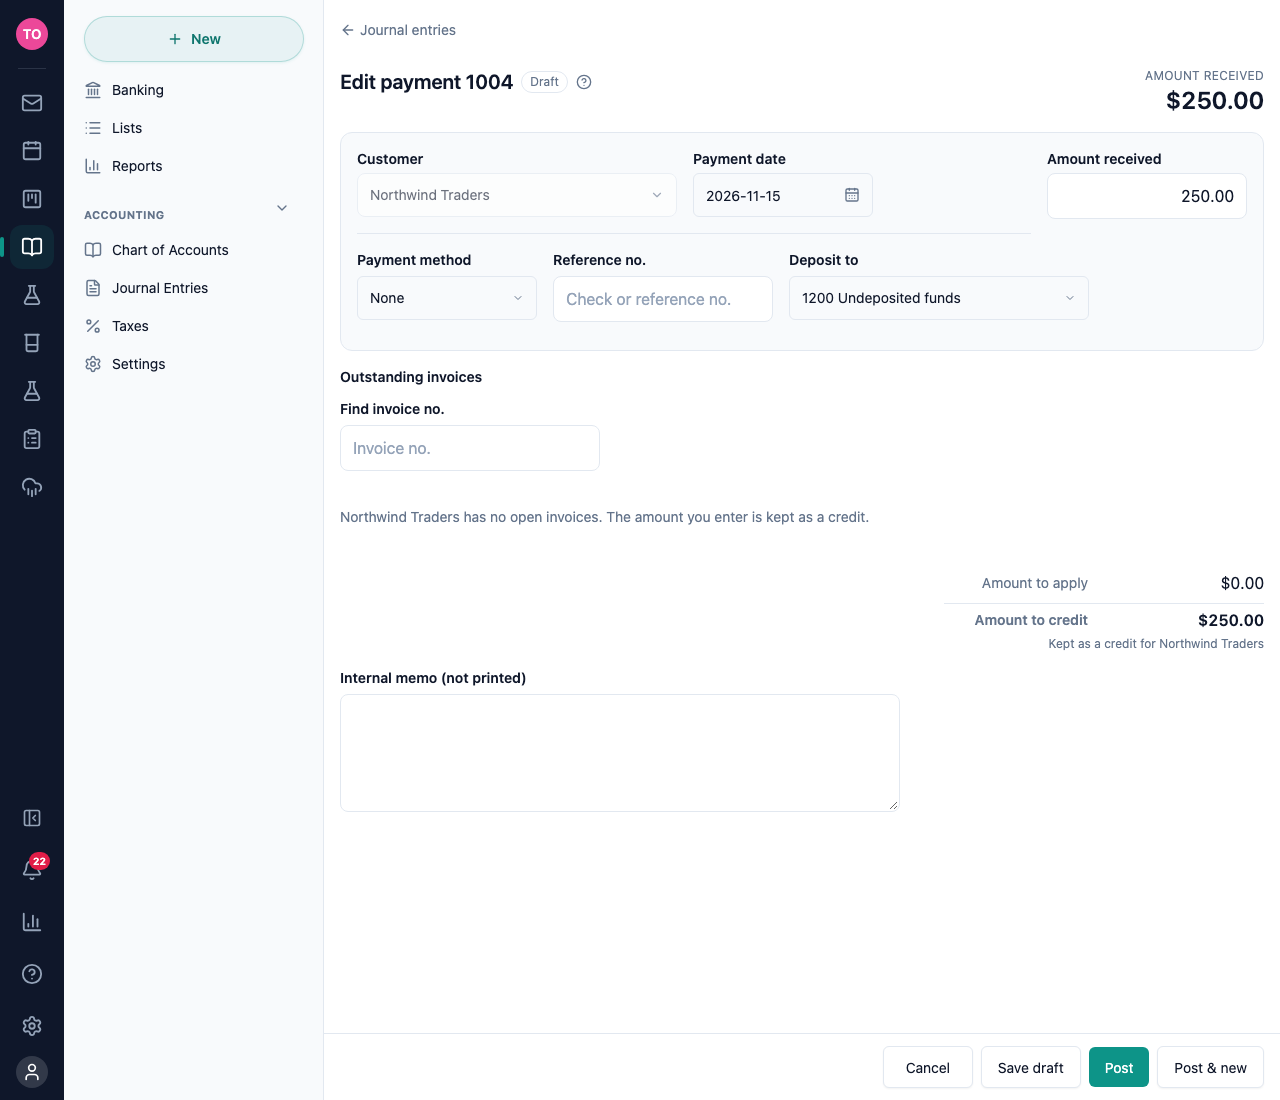 TO
22
New
Banking
Lists
Reports
ACCOUNTING
Chart of Accounts
Journal Entries
Taxes
Settings
Journal entries
Edit payment 1004 Draft
AMOUNT RECEIVED
$250.00
Customer
Northwind Traders
Payment date
2026-11-15
Amount received
250.00
Payment method
None
Reference no.
Check or reference no.
Deposit to
1200 Undeposited funds
Outstanding invoices
Find invoice no.
Invoice no.
Northwind Traders has no open invoices. The amount you enter is kept as a credit.
Amount to apply $0.00
Amount to credit $250.00
Kept as a credit for Northwind Traders
Internal memo (not printed)
Cancel
Save draft
Post
Post & new